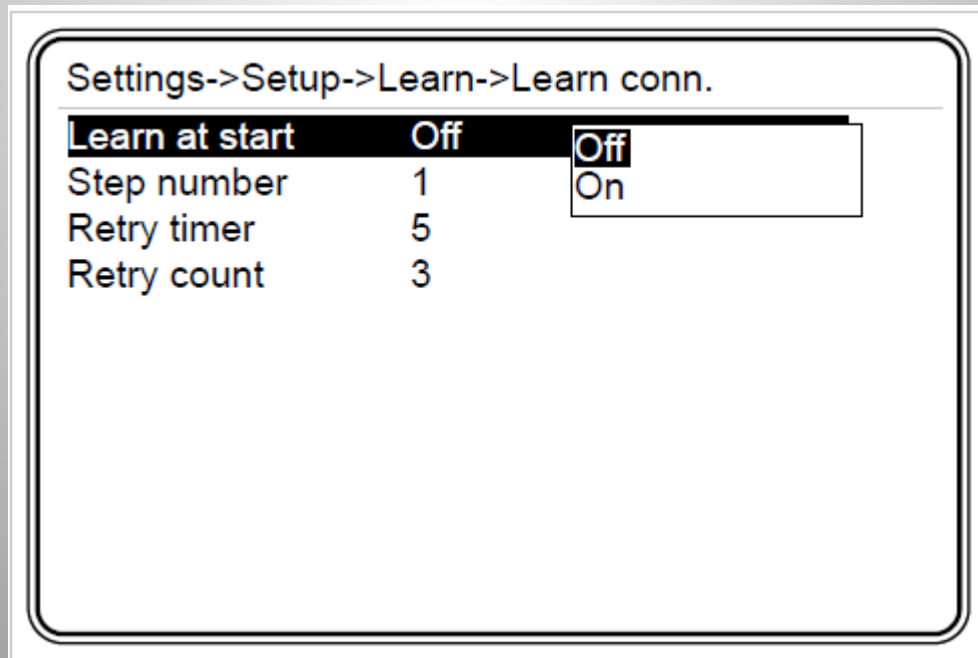 Settings->Setup->Learn->Learn conn.
Learn at start Off Off
Step number 1 On
Retry timer 5
Retry count 3